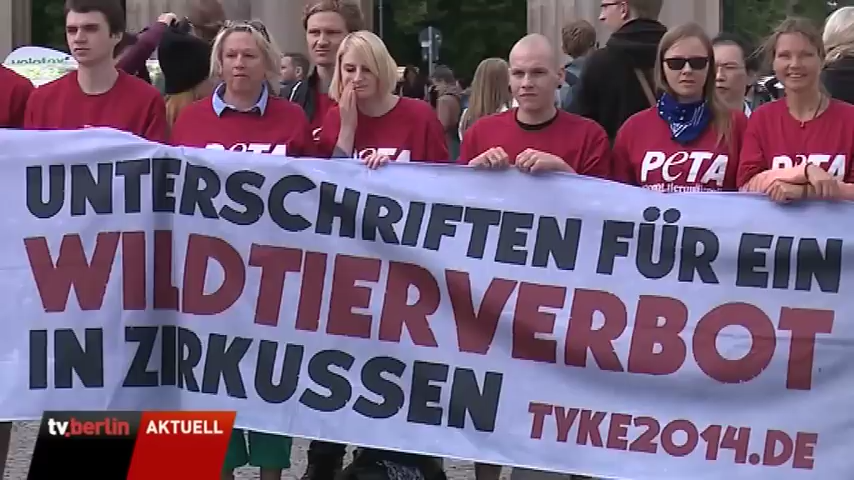 PETA
PETA
PETA
PETA
UNTERSCHRIFTEN FÜR EIN
WILDTIERVERBOT
IN ZIRKUSSEN
TYKE2014.DE
tv.berlin AKTUELL